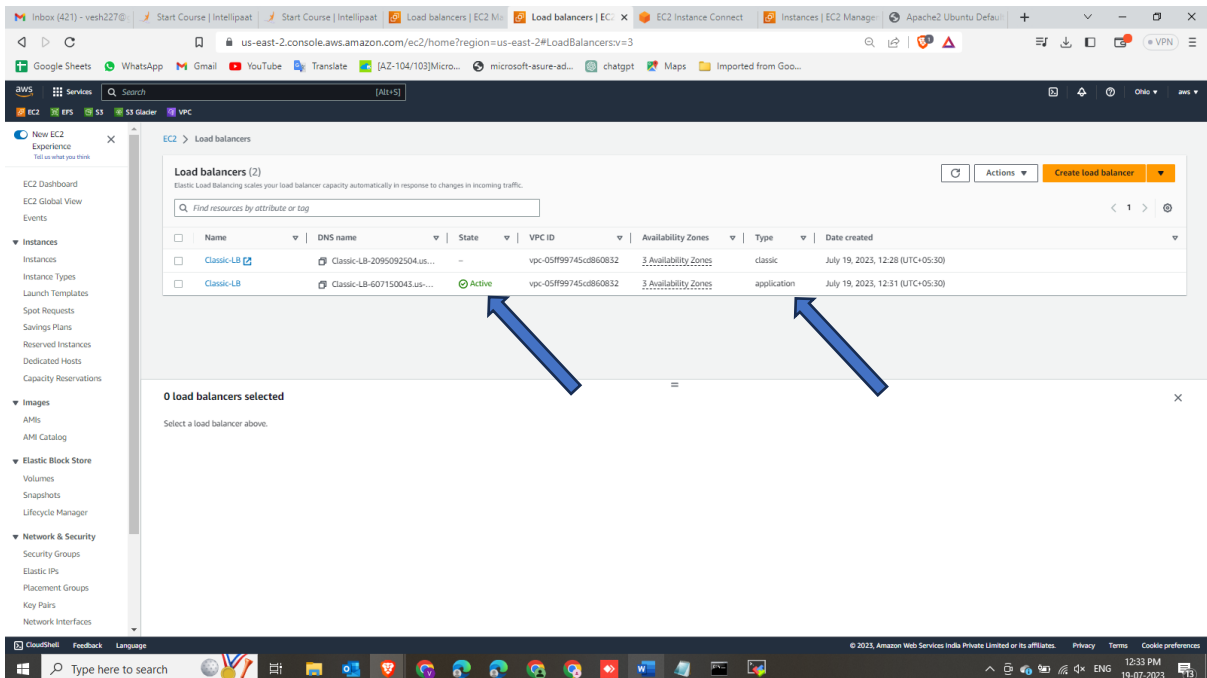 Inbox (421) - vesh227@ Start Course | Intellipaat Start Course | Intellipaat Load balancers | EC2 Ma Load balancers | EC2 EC2 Instance Connect Instances | EC2 Manage Apache2 Ubuntu Default
us-east-2.console.aws.amazon.com/ec2/home?region=us-east-2#LoadBalancers:v=3 VPN
Google Sheets WhatsApp Gmail YouTube Translate [AZ-104/103]Micro... microsoft-asure-ad... chatgpt Maps Imported from Goo...
aws Services Search [Alt+S] Ohio aws
EC2 EFS S3 S3 Glacier VPC
New EC2
Experience
Tell us what you think
EC2 Dashboard
EC2 Global View
Events
Instances
Instances
Instance Types
Launch Templates
Spot Requests
Savings Plans
Reserved Instances
Dedicated Hosts
Capacity Reservations
Images
AMIs
AMI Catalog
Elastic Block Store
Volumes
Snapshots
Lifecycle Manager
Network & Security
Security Groups
Elastic IPs
Placement Groups
Key Pairs
Network Interfaces
EC2 > Load balancers
Load balancers (2)
Elastic Load Balancing scales your load balancer capacity automatically in response to changes in incoming traffic.
Actions Create load balancer
Find resources by attribute or tag
1
Name DNS name State VPC ID Availability Zones Type Date created
Classic-LB Classic-LB-2095092504.us... – vpc-05ff99745cd860832 3 Availability Zones classic July 19, 2023, 12:28 (UTC+05:30)
Classic-LB Classic-LB-607150043.us-... Active vpc-05ff99745cd860832 3 Availability Zones application July 19, 2023, 12:31 (UTC+05:30)
0 load balancers selected
Select a load balancer above.
CloudShell Feedback Language © 2023, Amazon Web Services India Private Limited or its affiliates. Privacy Terms Cookie preferences
Type here to search ENG 12:33 PM
19-07-2023